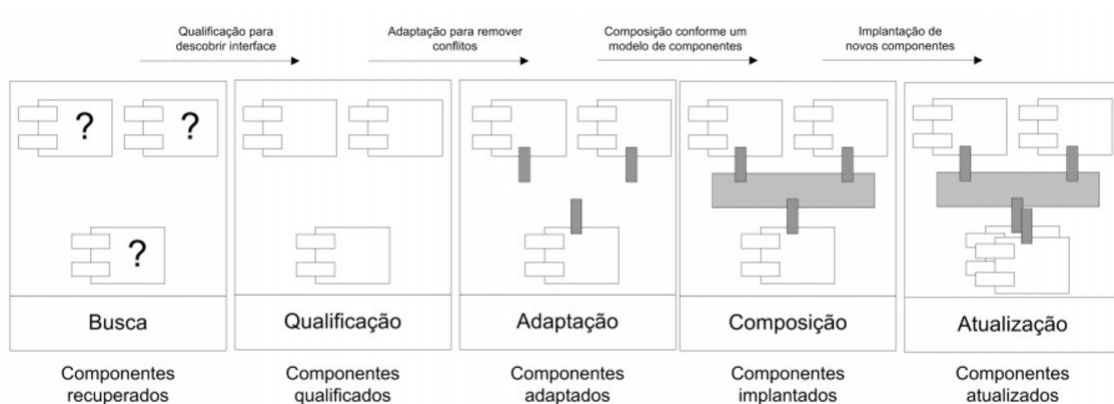 Qualificação para
descobrir interface
Adaptação para remover
conflitos
Composição conforme um
modelo de componentes
Implantação de
novos componentes
?
?
?
Busca
Qualificação
Adaptação
Composição
Atualização
Componentes
recuperados
Componentes
qualificados
Componentes
adaptados
Componentes
implantados
Componentes
atualizados